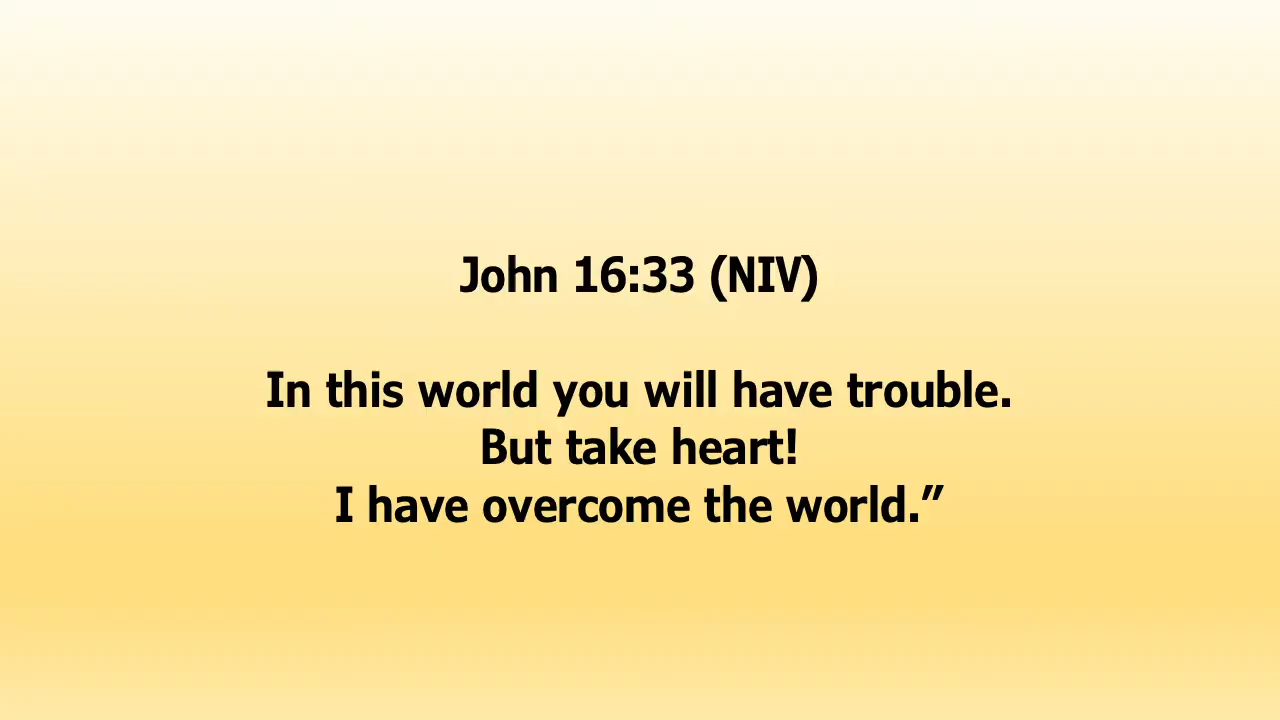 John 16:33 (NIV)
In this world you will have trouble.
But take heart!
I have overcome the world.”